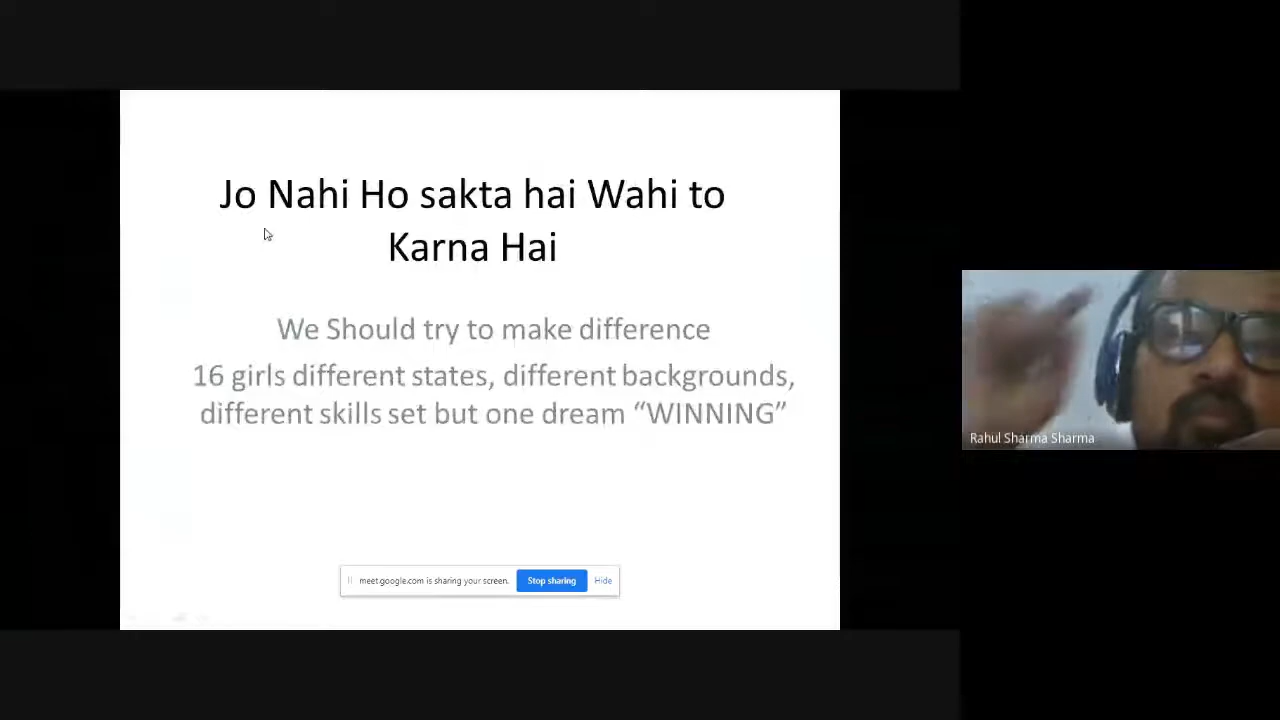 Jo Nahi Ho sakta hai Wahi to
Karna Hai
We Should try to make difference
16 girls different states, different backgrounds,
different skills set but one dream “WINNING”
Rahul Sharma Sharma
meet.google.com is sharing your screen. Stop sharing Hide